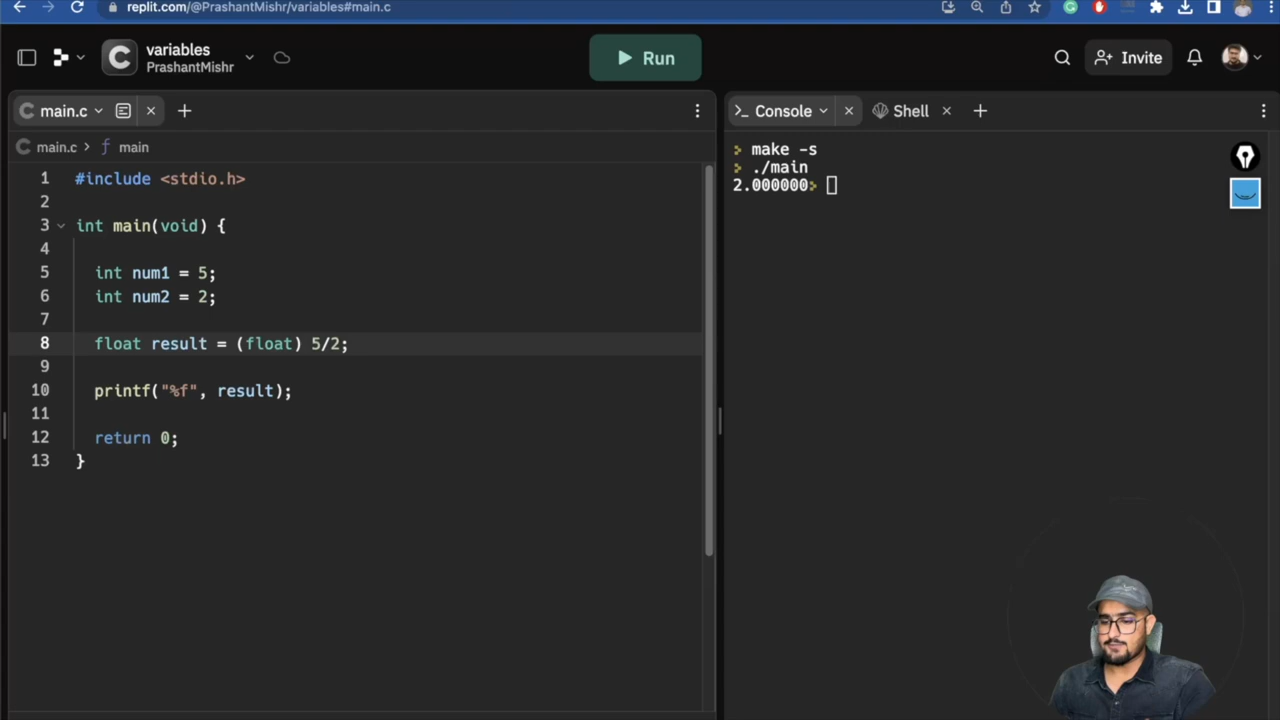 replit.com/@PrashantMishr/variables#main.c
C variables
PrashantMishr
Run
Invite
main.c
main.c > f main
1 #include <stdio.h>
2
3 int main(void) {
4
5 int num1 = 5;
6 int num2 = 2;
7
8 float result = (float) 5/2;
9
10 printf("%f", result);
11
12 return 0;
13 }
>_ Console
Shell
> make -s
> ./main
2.000000>